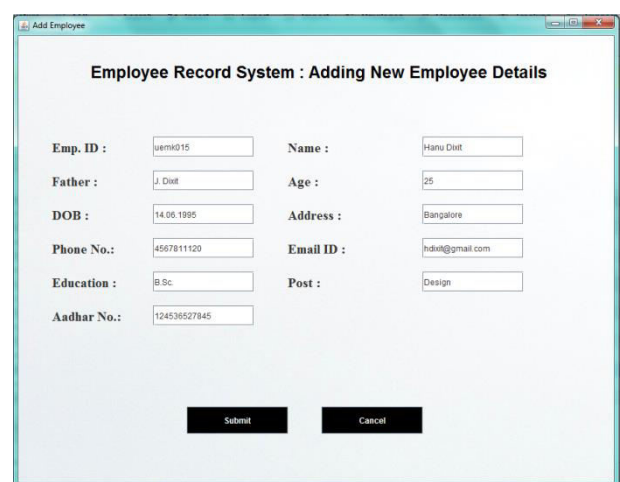 Add Employee
Employee Record System : Adding New Employee Details
Emp. ID : uemk015 Name : Hanu Dixit
Father : J. Dixit Age : 25
DOB : 14.06.1995 Address : Bangalore
Phone No.: 4567811120 Email ID : hdixit@gmail.com
Education : B.Sc. Post : Design
Aadhar No.: 124536527845
Submit Cancel